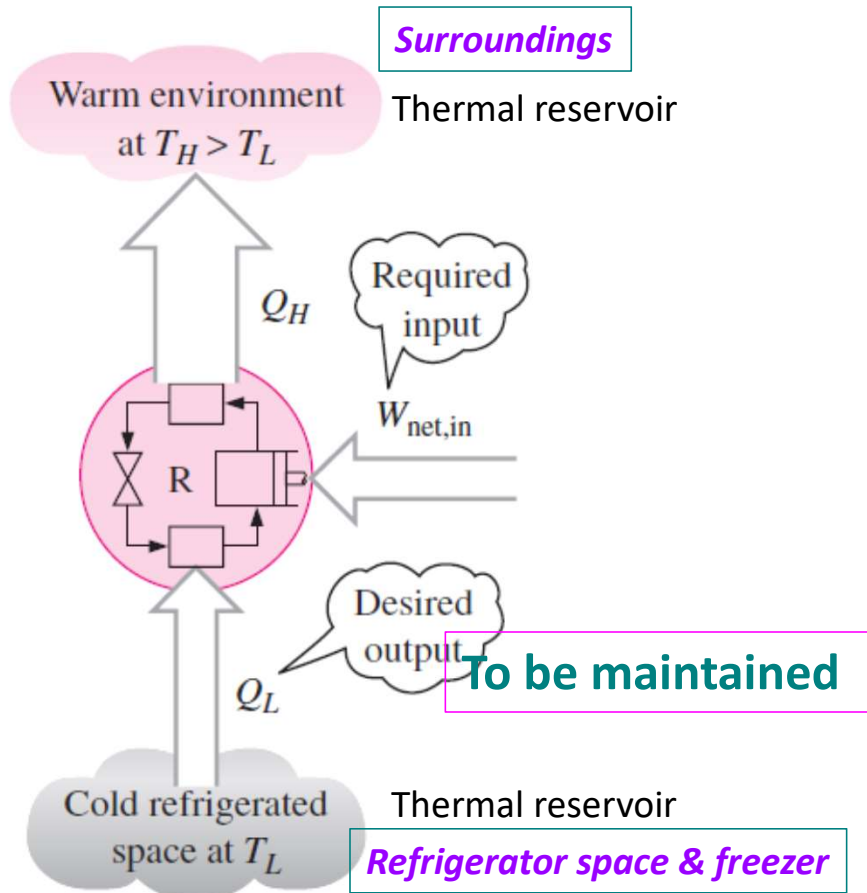 Surroundings
Warm environment
at T_H > T_L
Thermal reservoir
Q_H
Required
input
W_net,in
R
Desired
output
To be maintained
Q_L
Cold refrigerated
space at T_L
Thermal reservoir
Refrigerator space & freezer